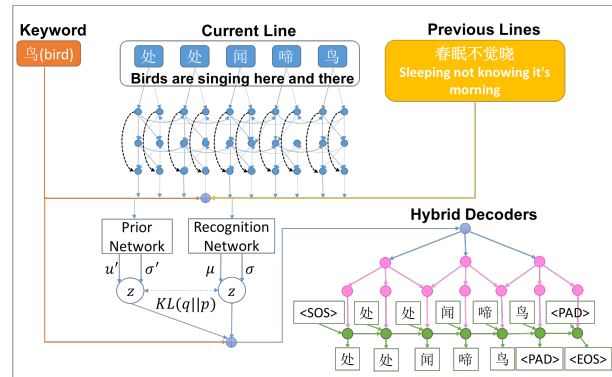 Keyword
鸟(bird)
Current Line
处 处 闻 啼 鸟
Birds are singing here and there
Previous Lines
春眠不觉晓
Sleeping not knowing it's
morning
Prior
Network
Recognition
Network
u′ σ′ μ σ
z z
KL(q||p)
Hybrid Decoders
<SOS> 处 处 闻 啼 鸟 <PAD>
处 处 闻 啼 鸟 <PAD> <EOS>